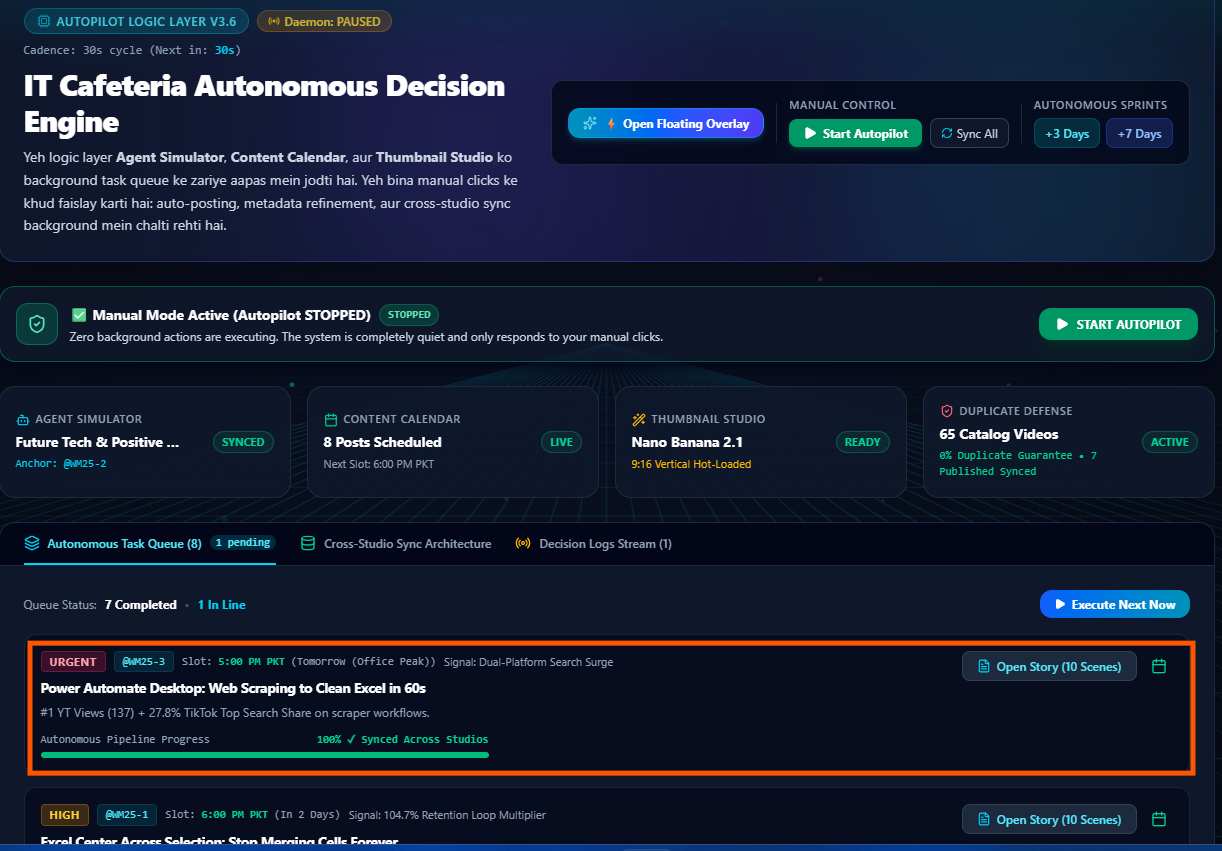 AUTOPILOT LOGIC LAYER V3.6
Daemon: PAUSED
Cadence: 30s cycle (Next in: 30s)
IT Cafeteria Autonomous Decision
Engine
Yeh logic layer Agent Simulator, Content Calendar, aur Thumbnail Studio ko
background task queue ke zariye aapas mein jodti hai. Yeh bina manual clicks ke
khud faislay karti hai: auto-posting, metadata refinement, aur cross-studio sync
background mein chalti rehti hai.
Open Floating Overlay
MANUAL CONTROL
Start Autopilot
Sync All
AUTONOMOUS SPRINTS
+3 Days
+7 Days
✅ Manual Mode Active (Autopilot STOPPED)
STOPPED
Zero background actions are executing. The system is completely quiet and only responds to your manual clicks.
START AUTOPILOT
AGENT SIMULATOR
Future Tech & Positive ...
Anchor: @WM25-2
SYNCED
CONTENT CALENDAR
8 Posts Scheduled
Next Slot: 6:00 PM PKT
LIVE
THUMBNAIL STUDIO
Nano Banana 2.1
9:16 Vertical Hot-Loaded
READY
DUPLICATE DEFENSE
65 Catalog Videos
0% Duplicate Guarantee • 7
Published Synced
ACTIVE
Autonomous Task Queue (8)
1 pending
Cross-Studio Sync Architecture
Decision Logs Stream (1)
Queue Status: 7 Completed • 1 In Line
Execute Next Now
URGENT
@WM25-3
Slot: 5:00 PM PKT (Tomorrow (Office Peak))
Signal: Dual-Platform Search Surge
Open Story (10 Scenes)
Power Automate Desktop: Web Scraping to Clean Excel in 60s
#1 YT Views (137) + 27.8% TikTok Top Search Share on scraper workflows.
Autonomous Pipeline Progress
100% ✓ Synced Across Studios
HIGH
@WM25-1
Slot: 6:00 PM PKT (In 2 Days)
Signal: 104.7% Retention Loop Multiplier
Open Story (10 Scenes)
Excel Center Across Selection: Stop Merging Cells Forever